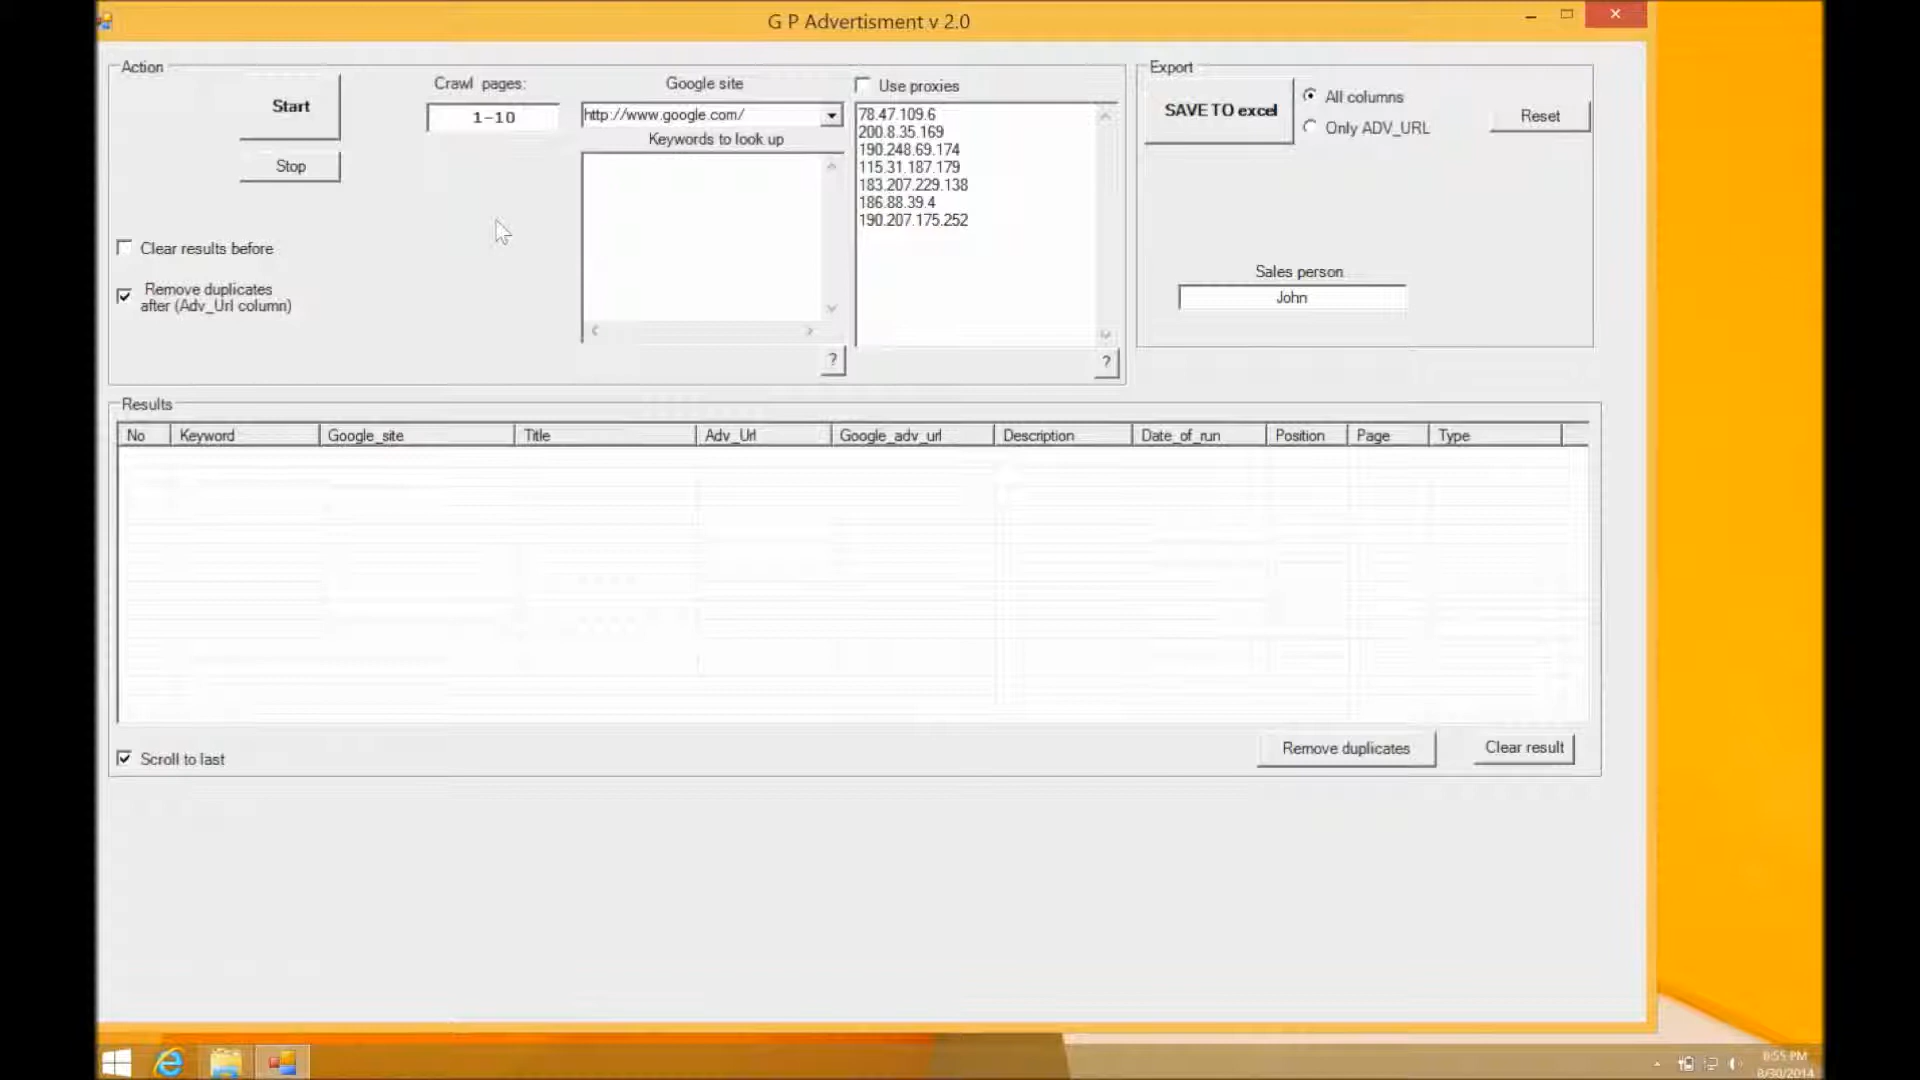 G P Advertisment v 2.0
Action
Start
Stop
Clear results before
Remove duplicates
after (Adv_Url column)
Crawl pages:
1-10
Google site
http://www.google.com/
Keywords to look up
?
Use proxies
78.47.109.6
200.8.35.169
190.248.69.174
115.31.187.179
183.207.229.138
186.88.39.4
190.207.175.252
?
Export
SAVE TO excel
All columns
Only ADV_URL
Reset
Sales person
John
Results
No Keyword Google_site Title Adv_Url Google_adv_url Description Date_of_run Position Page Type
Scroll to last
Remove duplicates
Clear result
8/30/2014